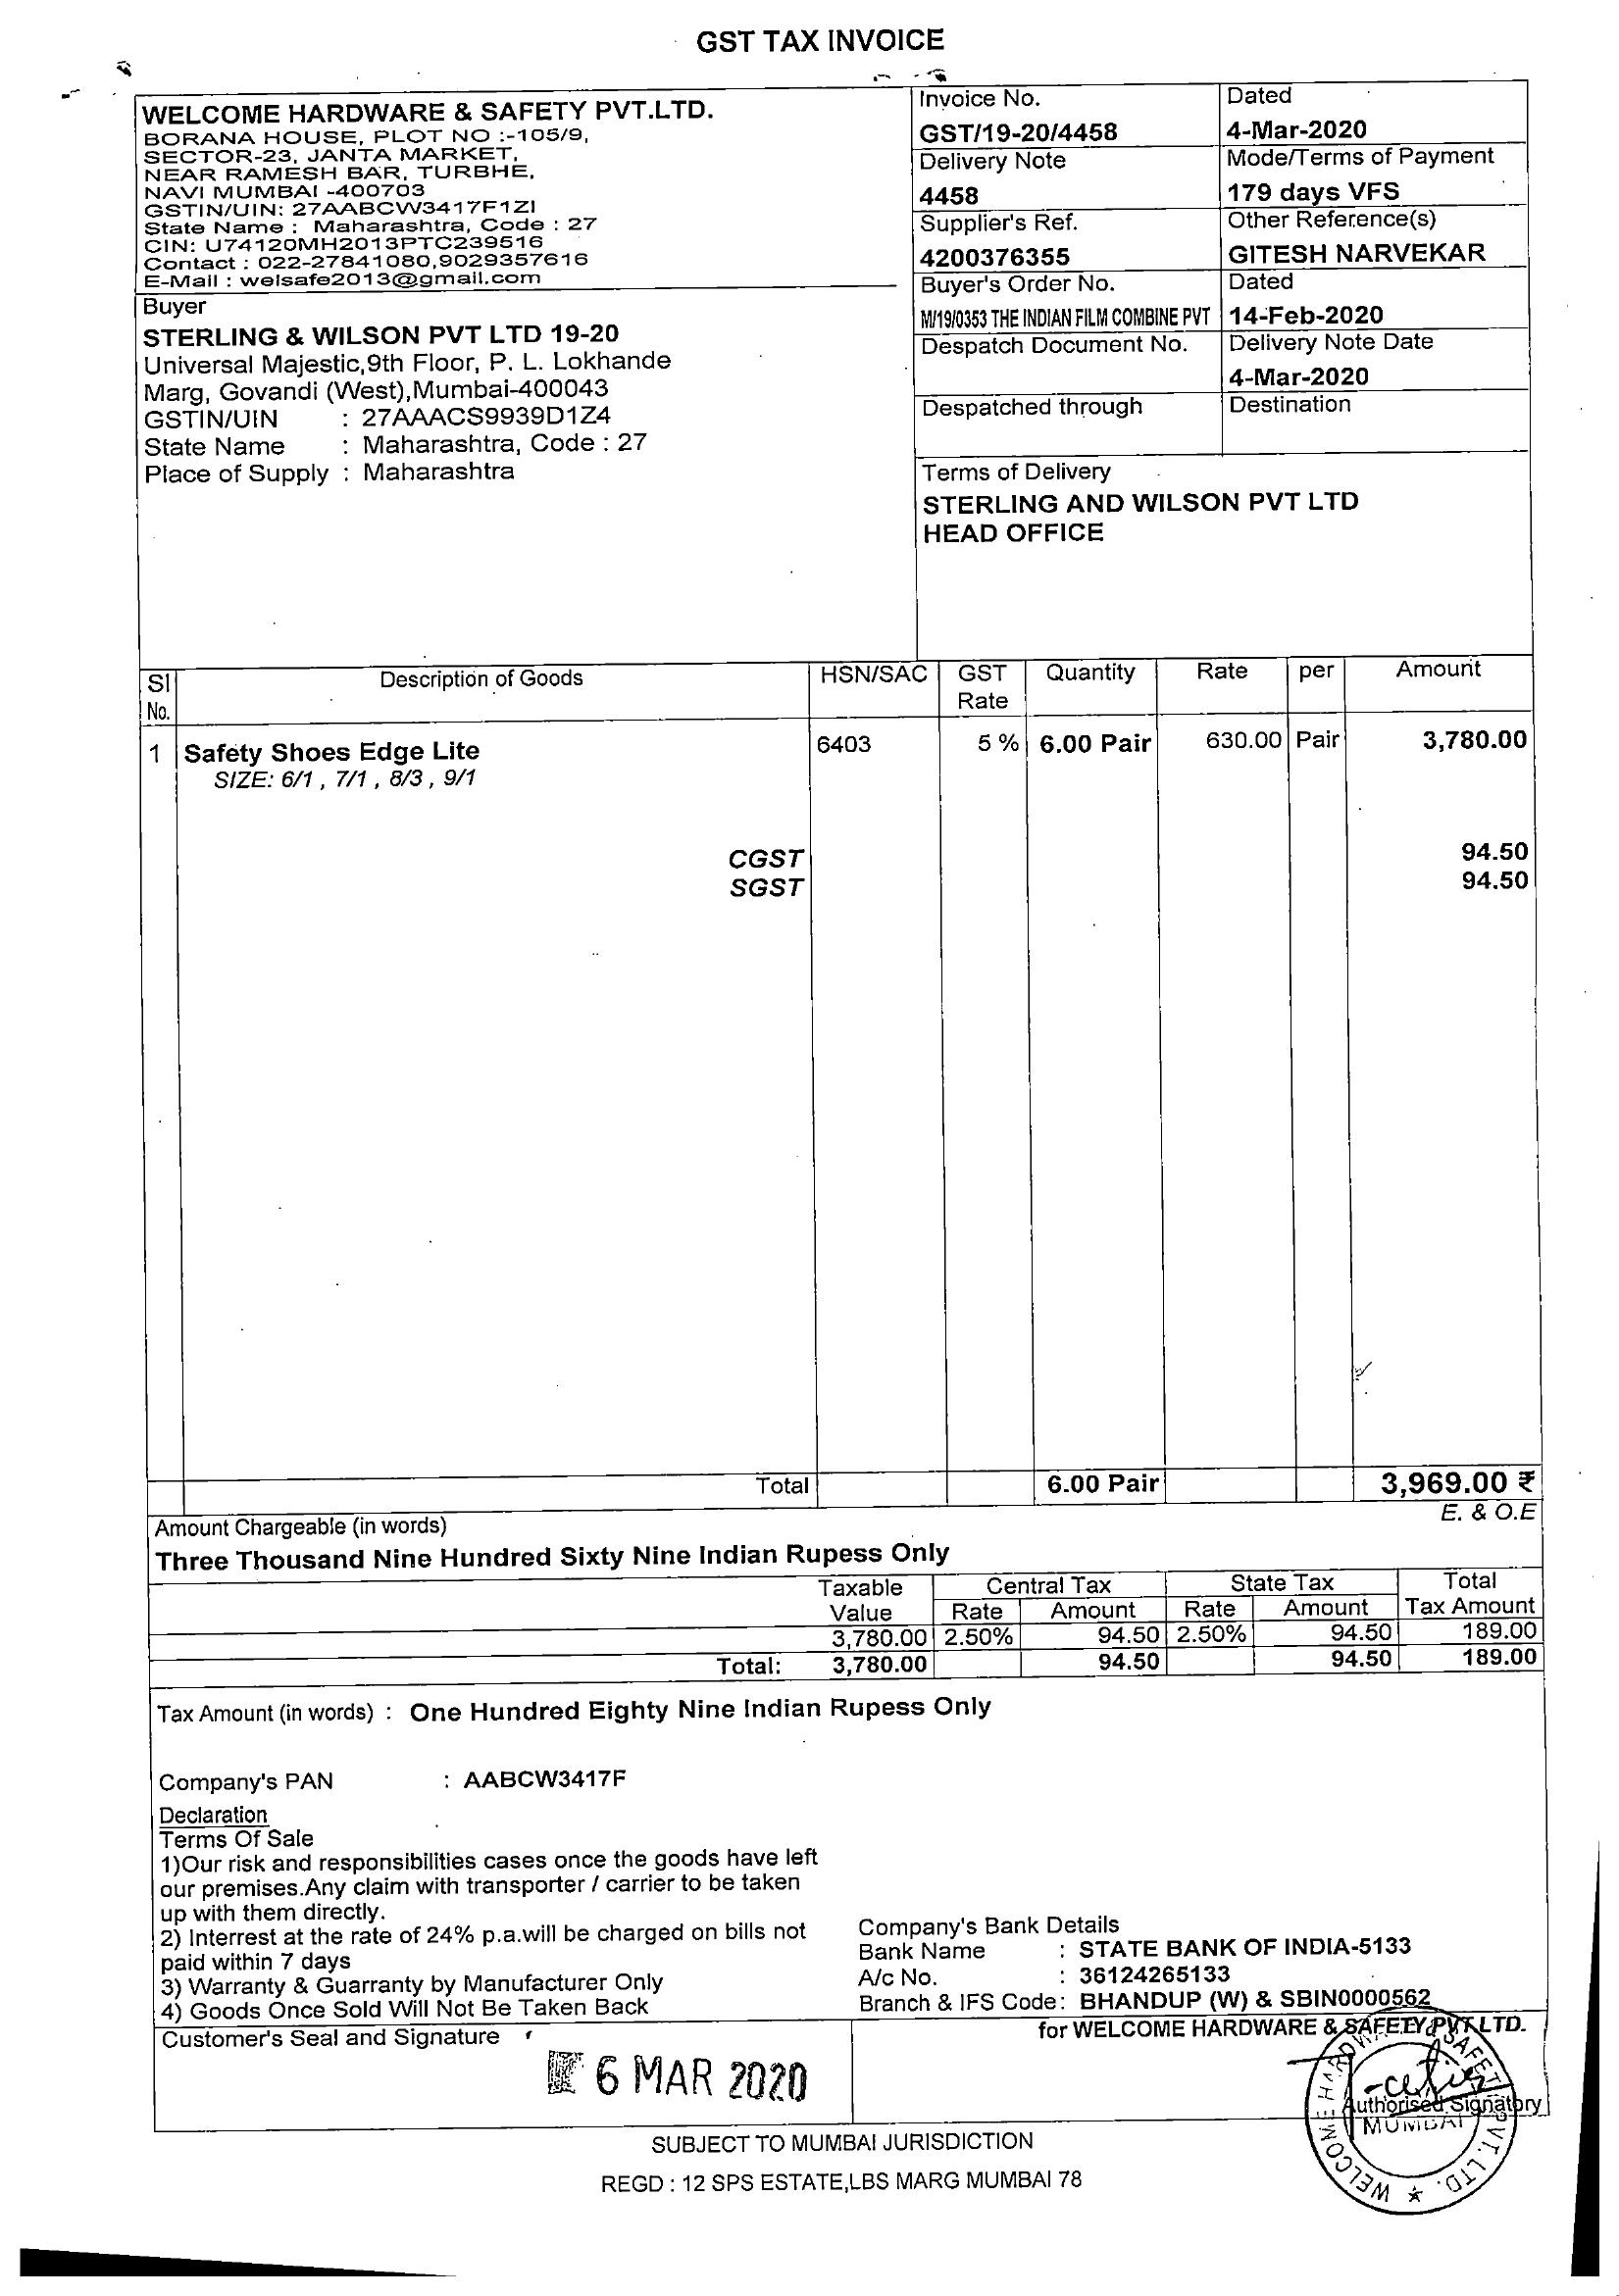 GST TAX INVOICE
WELCOME HARDWARE & SAFETY PVT.LTD.
BORANA HOUSE, PLOT NO :-105/9,
SECTOR-23, JANTA MARKET,
NEAR RAMESH BAR, TURBHE,
NAVI MUMBAI -400703
GSTIN/UIN: 27AABCW3417F1ZI
State Name : Maharashtra, Code : 27
CIN: U74120MH2013PTC239516
Contact : 022-27841080,9029357616
E-Mail : welsafe2013@gmail.com
Invoice No. Dated
GST/19-20/4458 4-Mar-2020
Delivery Note Mode/Terms of Payment
4458 179 days VFS
Supplier's Ref. Other Reference(s)
4200376355 GITESH NARVEKAR
Buyer's Order No. Dated
M/19/0353 THE INDIAN FILM COMBINE PVT 14-Feb-2020
Despatch Document No. Delivery Note Date
4-Mar-2020
Despatched through Destination
Terms of Delivery
STERLING AND WILSON PVT LTD
HEAD OFFICE
Buyer
STERLING & WILSON PVT LTD 19-20
Universal Majestic,9th Floor, P. L. Lokhande
Marg, Govandi (West),Mumbai-400043
GSTIN/UIN : 27AAACS9939D1Z4
State Name : Maharashtra, Code : 27
Place of Supply : Maharashtra
Sl No. Description of Goods HSN/SAC GST Rate Quantity Rate per Amount
1 Safety Shoes Edge Lite 6403 5 % 6.00 Pair 630.00 Pair 3,780.00
SIZE: 6/1 , 7/1 , 8/3 , 9/1
CGST 94.50
SGST 94.50
Total 6.00 Pair 3,969.00 ₹
E. & O.E
Amount Chargeable (in words)
Three Thousand Nine Hundred Sixty Nine Indian Rupess Only
Taxable Central Tax State Tax Total
Value Rate Amount Rate Amount Tax Amount
3,780.00 2.50% 94.50 2.50% 94.50 189.00
Total: 3,780.00 94.50 94.50 189.00
Tax Amount (in words) : One Hundred Eighty Nine Indian Rupess Only
Company's PAN : AABCW3417F
Declaration
Terms Of Sale
1)Our risk and responsibilities cases once the goods have left
our premises.Any claim with transporter / carrier to be taken
up with them directly.
2) Interrest at the rate of 24% p.a.will be charged on bills not
paid within 7 days
3) Warranty & Guarranty by Manufacturer Only
4) Goods Once Sold Will Not Be Taken Back
Company's Bank Details
Bank Name : STATE BANK OF INDIA-5133
A/c No. : 36124265133
Branch & IFS Code: BHANDUP (W) & SBIN0000562
Customer's Seal and Signature
6 MAR 2020
for WELCOME HARDWARE & SAFETY PVT.LTD.
Authorised Signatory
MUMBAI
WELCOME HARDWARE & SAFETY PVT. LTD.
SUBJECT TO MUMBAI JURISDICTION
REGD : 12 SPS ESTATE,LBS MARG MUMBAI 78